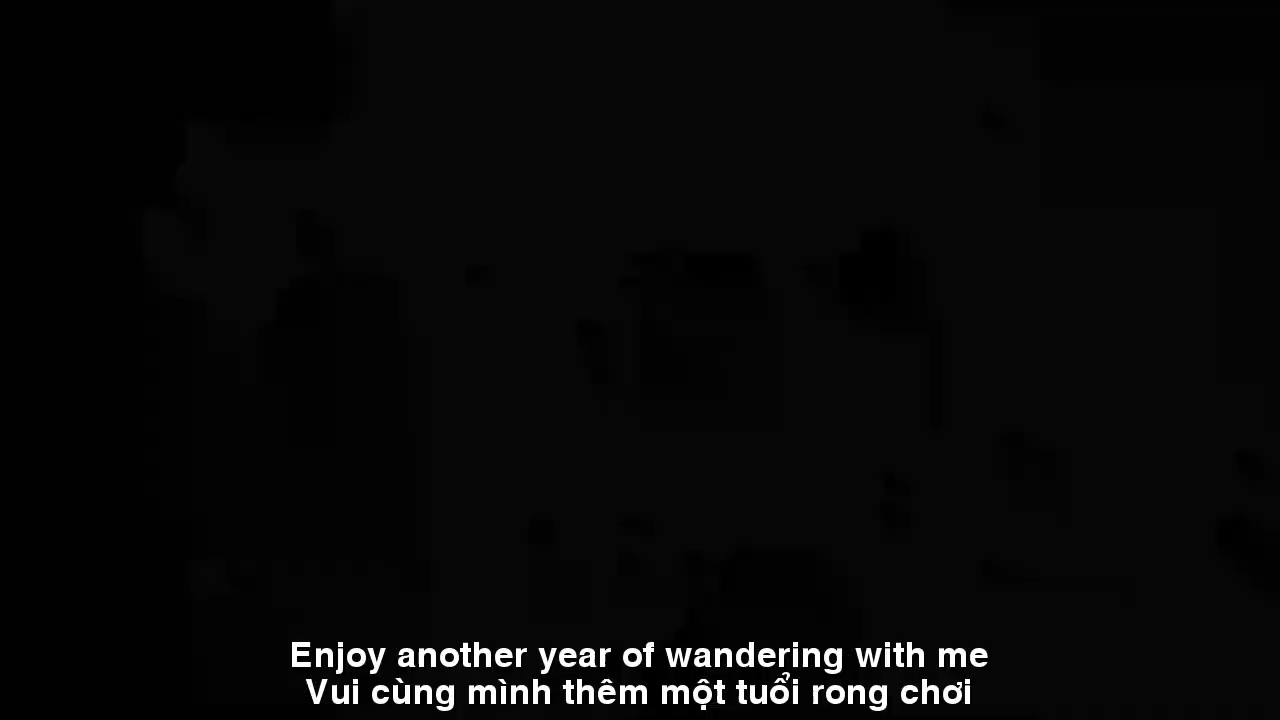 Enjoy another year of wandering with me
Vui cùng mình thêm một tuổi rong chơi